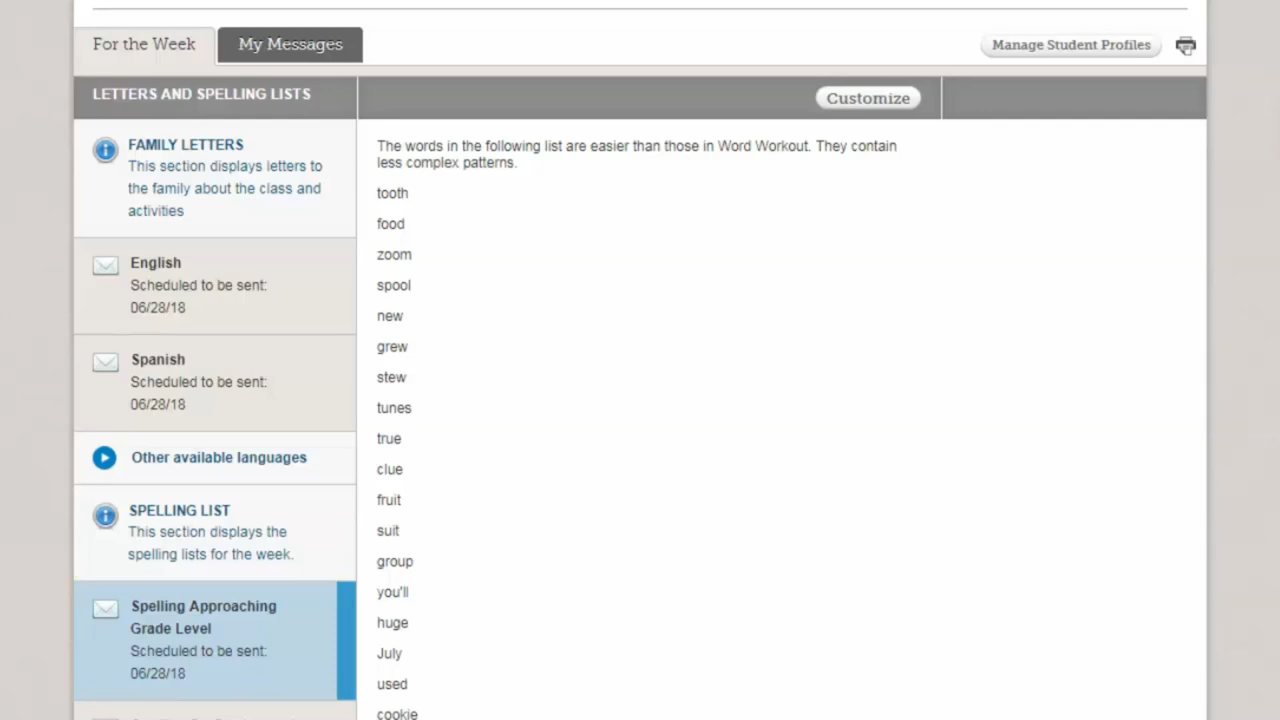 For the Week
My Messages
Manage Student Profiles
LETTERS AND SPELLING LISTS
Customize
FAMILY LETTERS
This section displays letters to
the family about the class and
activities
English
Scheduled to be sent:
06/28/18
Spanish
Scheduled to be sent:
06/28/18
Other available languages
SPELLING LIST
This section displays the
spelling lists for the week.
Spelling Approaching
Grade Level
Scheduled to be sent:
06/28/18
The words in the following list are easier than those in Word Workout. They contain
less complex patterns.
tooth
food
zoom
spool
new
grew
stew
tunes
true
clue
fruit
suit
group
you'll
huge
July
used
cookie